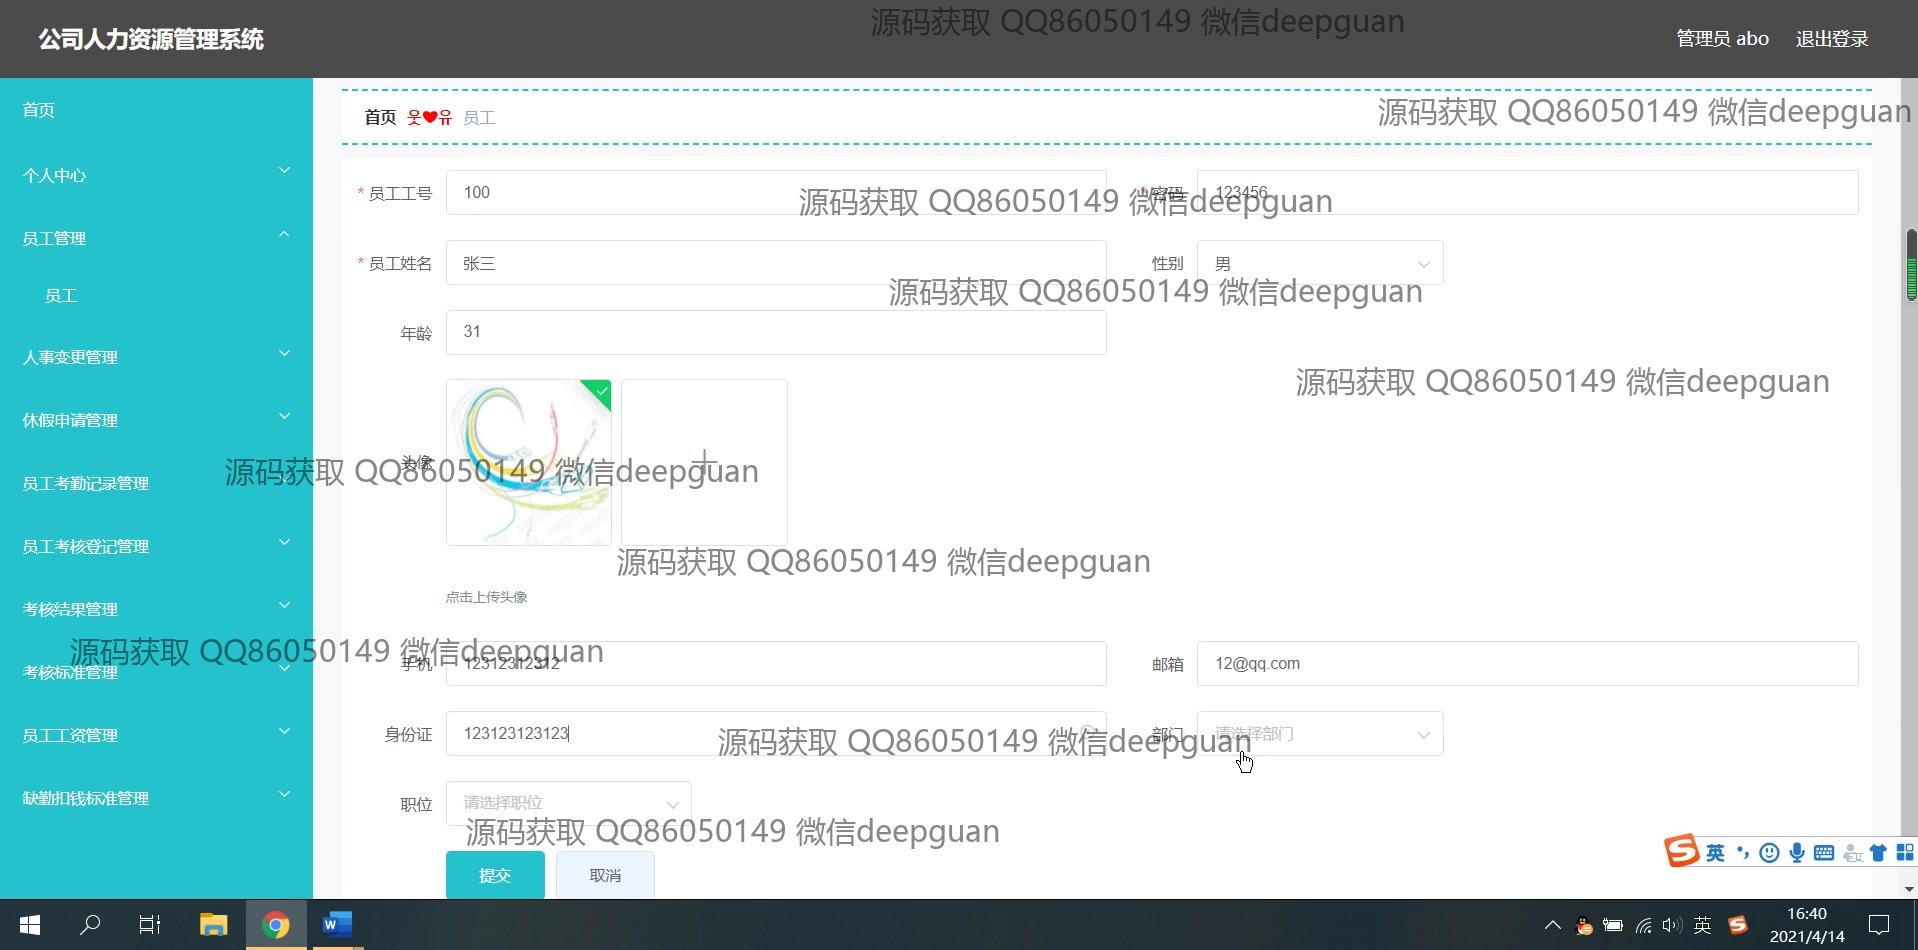 源码获取 QQ86050149 微信deepguan
公司人力资源管理系统
管理员 abo 退出登录
首页
个人中心
员工管理
员工
人事变更管理
休假申请管理
员工考勤记录管理
员工考核登记管理
考核结果管理
考核标准管理
员工工资管理
缺勤扣钱标准管理
首页 웃❤유 员工
源码获取 QQ86050149 微信deepguan
* 员工工号 100
* 密码 123456
源码获取 QQ86050149 微信deepguan
* 员工姓名 张三
性别 男
源码获取 QQ86050149 微信deepguan
年龄 31
源码获取 QQ86050149 微信deepguan
头像
源码获取 QQ86050149 微信deepguan
源码获取 QQ86050149 微信deepguan
点击上传头像
源码获取 QQ86050149 微信deepguan
手机 12312312312
邮箱 12@qq.com
身份证 123123123123
部门 请选择部门
源码获取 QQ86050149 微信deepguan
职位 请选择职位
源码获取 QQ86050149 微信deepguan
提交 取消
英
英
16:40
2021/4/14